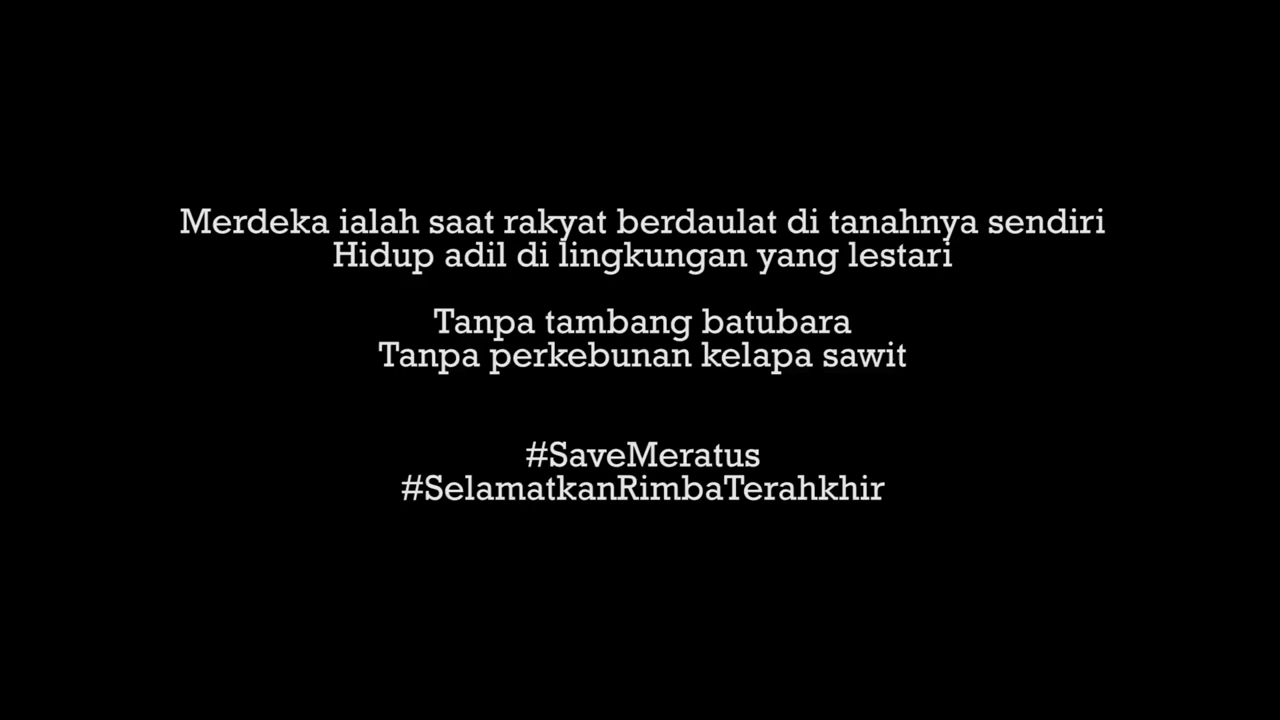 Merdeka ialah saat rakyat berdaulat di tanahnya sendiri
Hidup adil di lingkungan yang lestari
Tanpa tambang batubara
Tanpa perkebunan kelapa sawit
#SaveMeratus
#SelamatkanRimbaTerahkhir